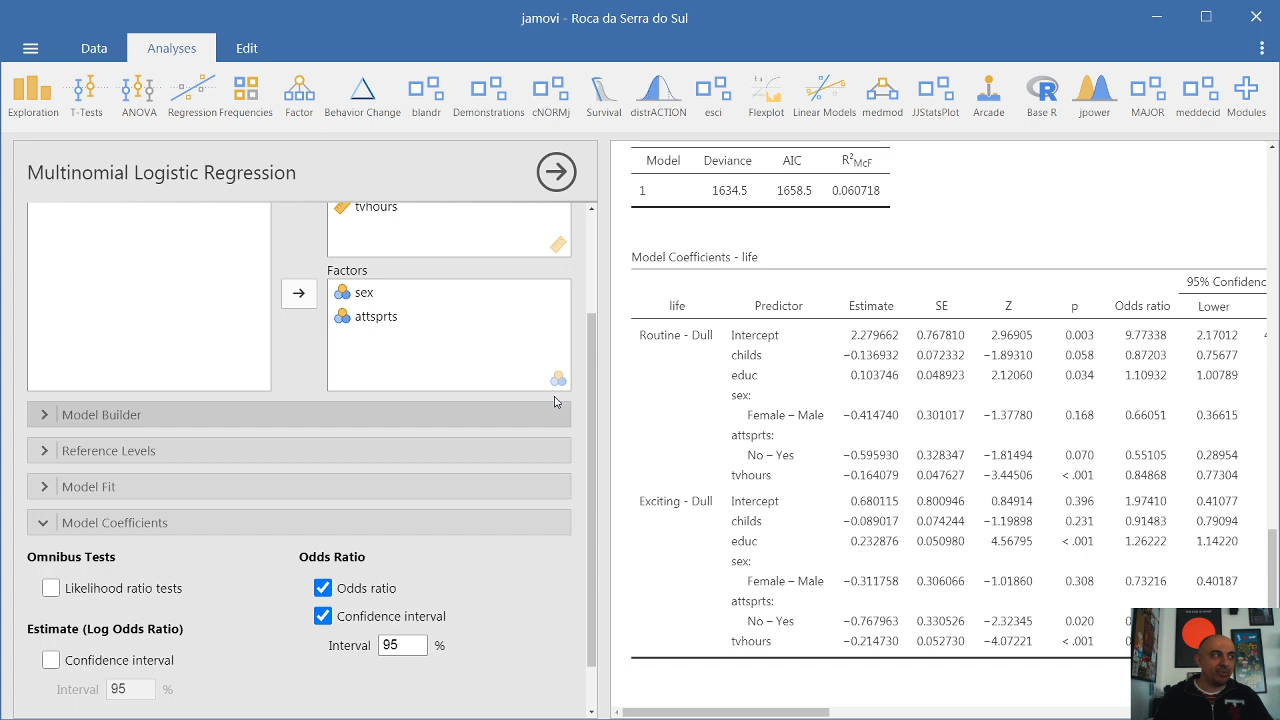 jamovi - Roca da Serra do Sul
Data
Analyses
Edit
Exploration
T-Tests
ANOVA
Regression
Frequencies
Factor
Behavior Change
blandr
Demonstrations
cNORMj
Survival
distrACTION
esci
Flexplot
Linear Models
medmod
JJStatsPlot
Arcade
Base R
jpower
MAJOR
meddecid
Modules
Multinomial Logistic Regression
tvhours
Factors
sex
attsprts
Model Builder
Reference Levels
Model Fit
Model Coefficients
Omnibus Tests
Likelihood ratio tests
Estimate (Log Odds Ratio)
Confidence interval
Interval 95 %
Odds Ratio
Odds ratio
Confidence interval
Interval 95 %
Model Deviance AIC R²McF
1 1634.5 1658.5 0.060718
Model Coefficients - life
95% Confidenc
life Predictor Estimate SE Z p Odds ratio Lower
Routine - Dull Intercept 2.279662 0.767810 2.96905 0.003 9.77338 2.17012
childs −0.136932 0.072332 −1.89310 0.058 0.87203 0.75677
educ 0.103746 0.048923 2.12060 0.034 1.10932 1.00789
sex:
Female – Male −0.414740 0.301017 −1.37780 0.168 0.66051 0.36615
attsprts:
No – Yes −0.595930 0.328347 −1.81494 0.070 0.55105 0.28954
tvhours −0.164079 0.047627 −3.44506 < .001 0.84868 0.77304
Exciting - Dull Intercept 0.680115 0.800946 0.84914 0.396 1.97410 0.41077
childs −0.089017 0.074244 −1.19898 0.231 0.91483 0.79094
educ 0.232876 0.050980 4.56795 < .001 1.26222 1.14220
sex:
Female – Male −0.311758 0.306066 −1.01860 0.308 0.73216 0.40187
attsprts:
No – Yes −0.767963 0.330526 −2.32345 0.020
tvhours −0.214730 0.052730 −4.07221 < .001